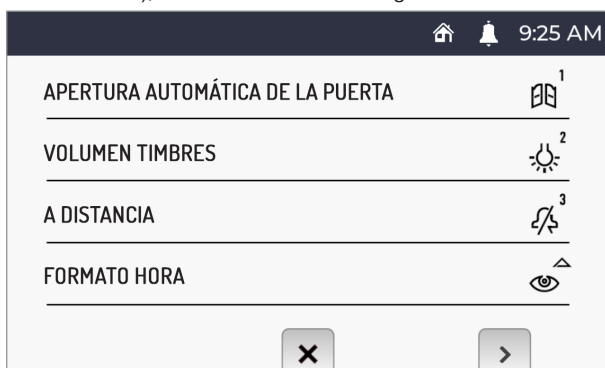 9:25 AM
APERTURA AUTOMÁTICA DE LA PUERTA 1
VOLUMEN TIMBRES 2
A DISTANCIA 3
FORMATO HORA